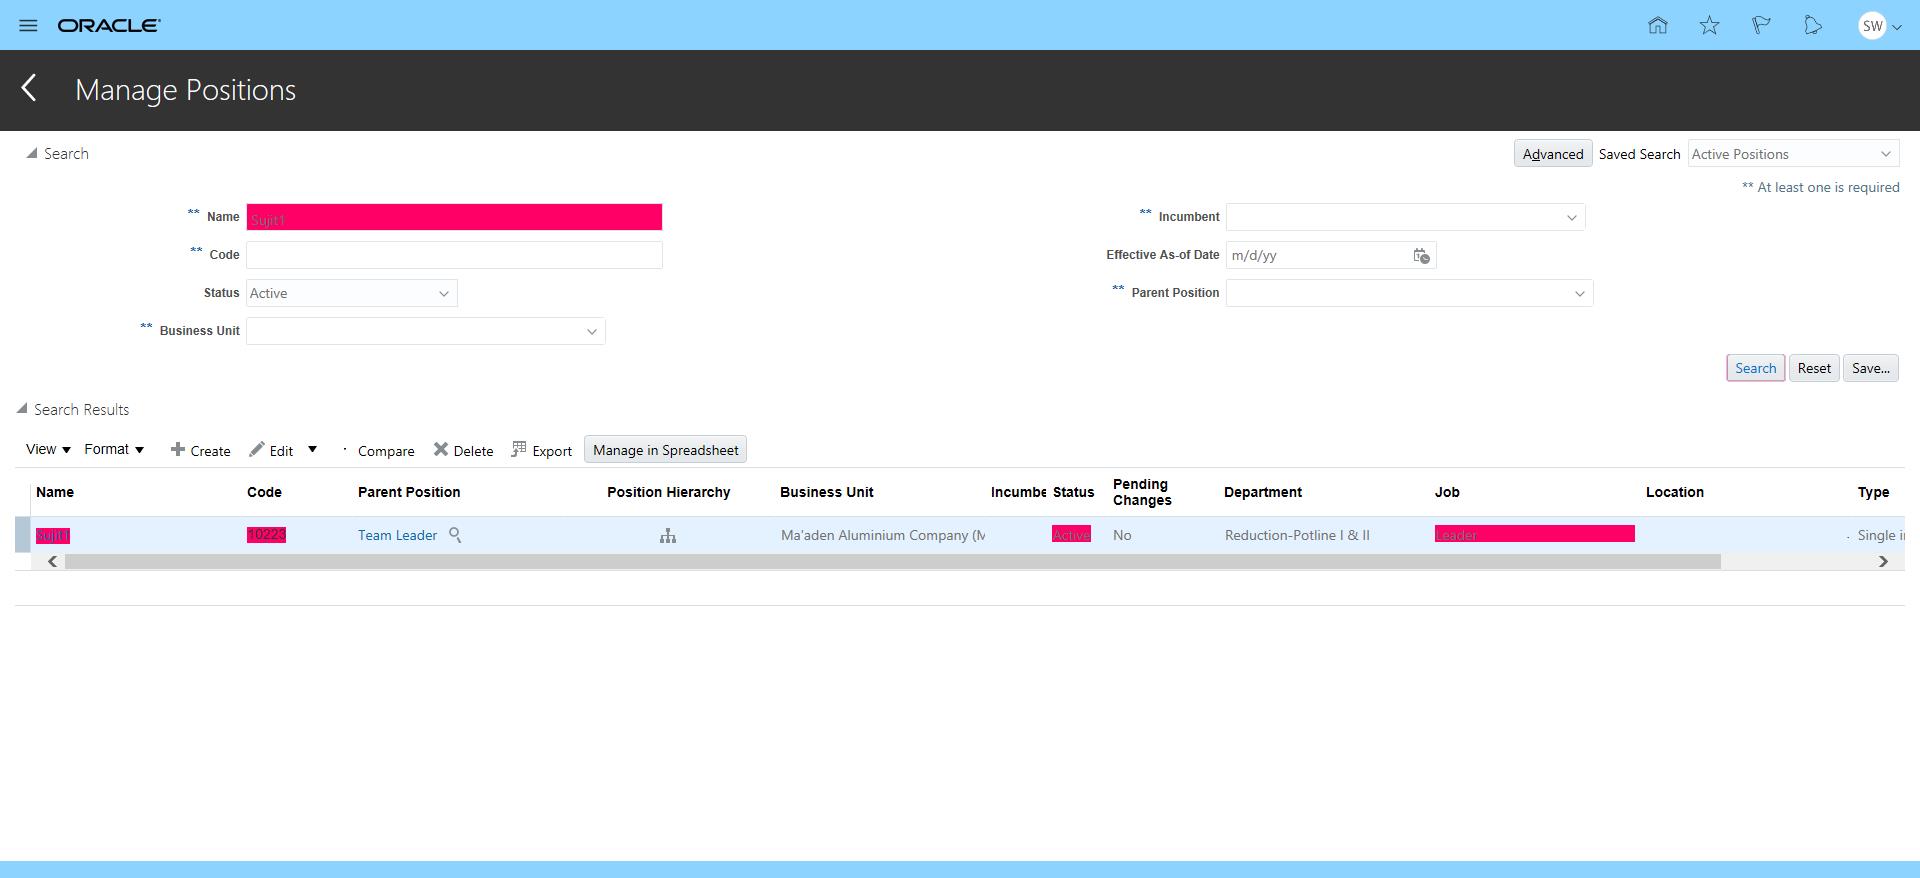 ORACLE
SW
Manage Positions
Search
Advanced Saved Search Active Positions
** At least one is required
** Name Sujit1
** Incumbent
** Code
Effective As-of Date m/d/yy
Status Active
** Parent Position
** Business Unit
Search Reset Save...
Search Results
View Format Create Edit Compare Delete Export Manage in Spreadsheet
Name Code Parent Position Position Hierarchy Business Unit Incumbe Status Pending Changes Department Job Location Type
Sujit1 10223 Team Leader Ma'aden Aluminium Company (M Active No Reduction-Potline I & II Leader Single in